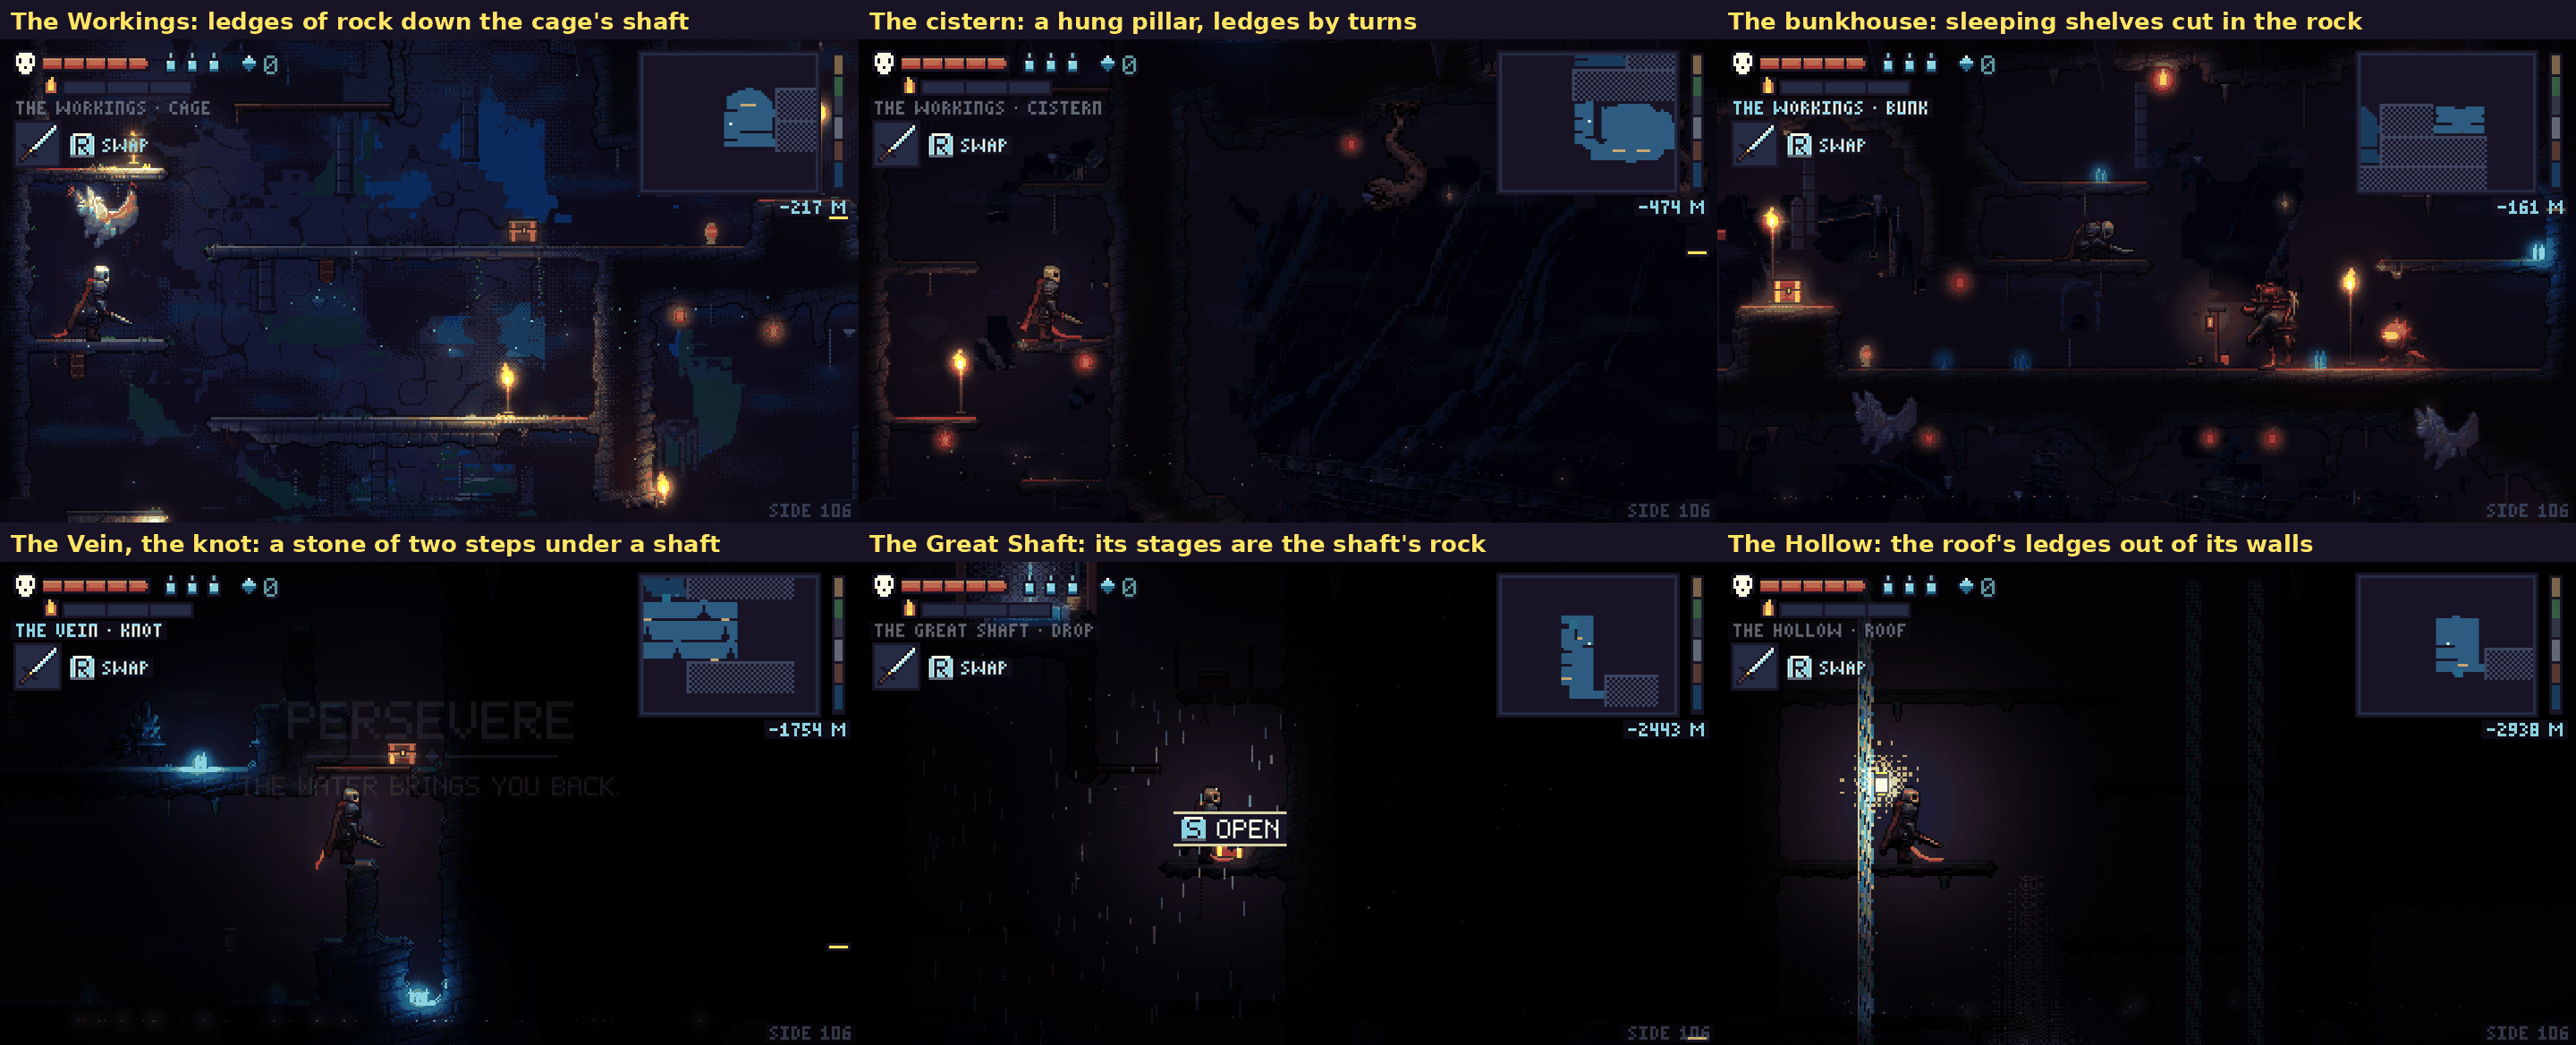 The Workings: ledges of rock down the cage's shaft
0
THE WORKINGS · CAGE
R SWAP
-217 M
SIDE 106
The cistern: a hung pillar, ledges by turns
0
THE WORKINGS · CISTERN
R SWAP
-474 M
SIDE 106
The bunkhouse: sleeping shelves cut in the rock
0
THE WORKINGS · BUNK
R SWAP
-161 M
SIDE 106
The Vein, the knot: a stone of two steps under a shaft
0
THE VEIN · KNOT
R SWAP
PERSEVERE
-1754 M
THE WATER BRINGS YOU BACK.
SIDE 106
The Great Shaft: its stages are the shaft's rock
0
THE GREAT SHAFT · DROP
R SWAP
-2443 M
S OPEN
SIDE 106
The Hollow: the roof's ledges out of its walls
0
THE HOLLOW · ROOF
R SWAP
-2938 M
SIDE 106